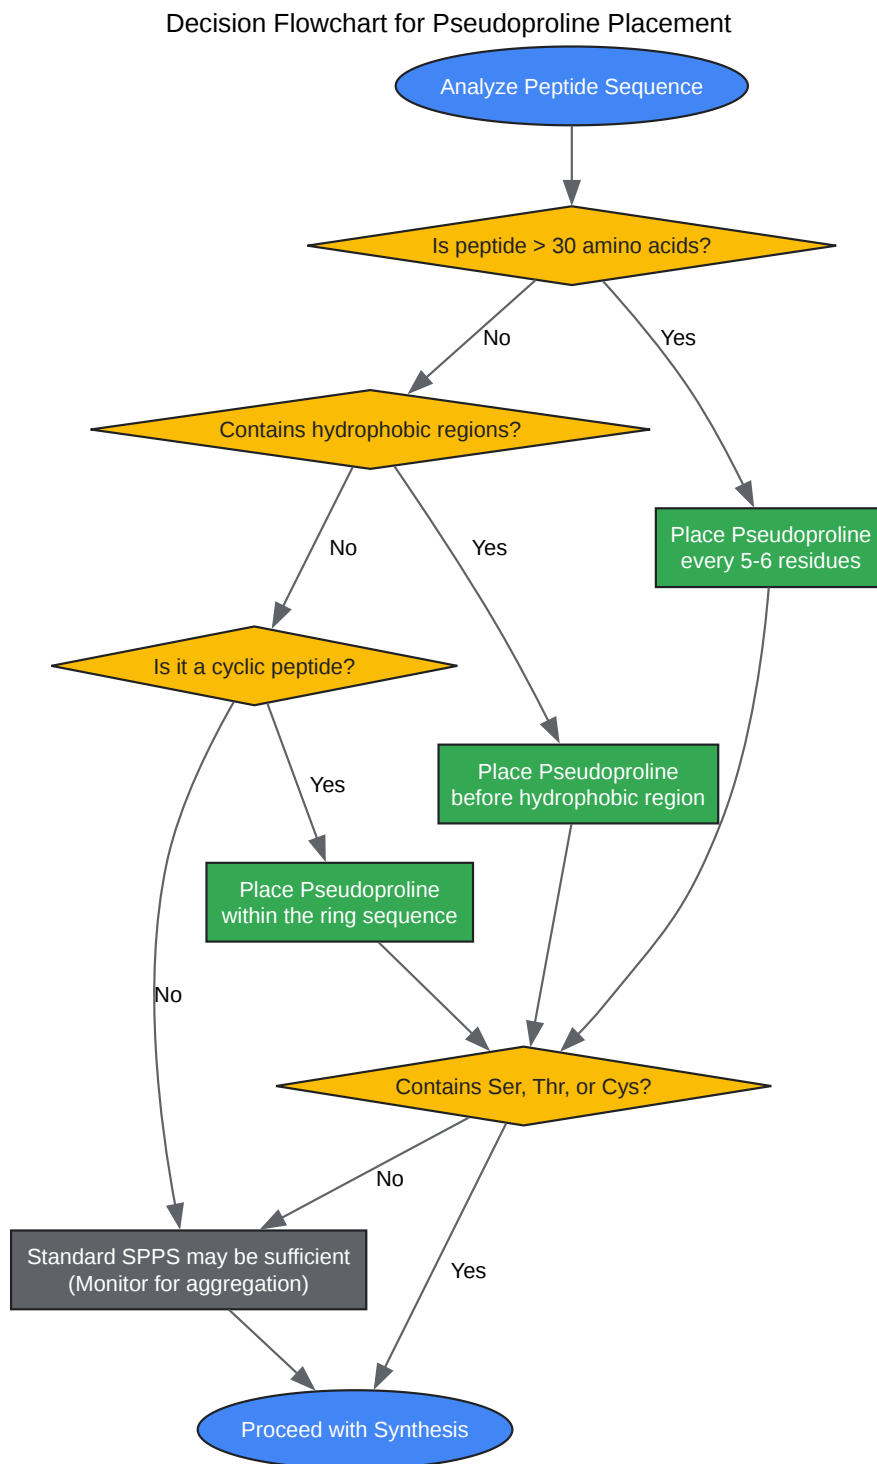 Decision Flowchart for Pseudoproline Placement
Analyze Peptide Sequence
Is peptide > 30 amino acids?
No
Yes
Contains hydrophobic regions?
Place Pseudoproline
every 5-6 residues
No
Yes
Is it a cyclic peptide?
Place Pseudoproline
before hydrophobic region
Yes
Place Pseudoproline
within the ring sequence
No
Contains Ser, Thr, or Cys?
No
Yes
Standard SPPS may be sufficient
(Monitor for aggregation)
Proceed with Synthesis